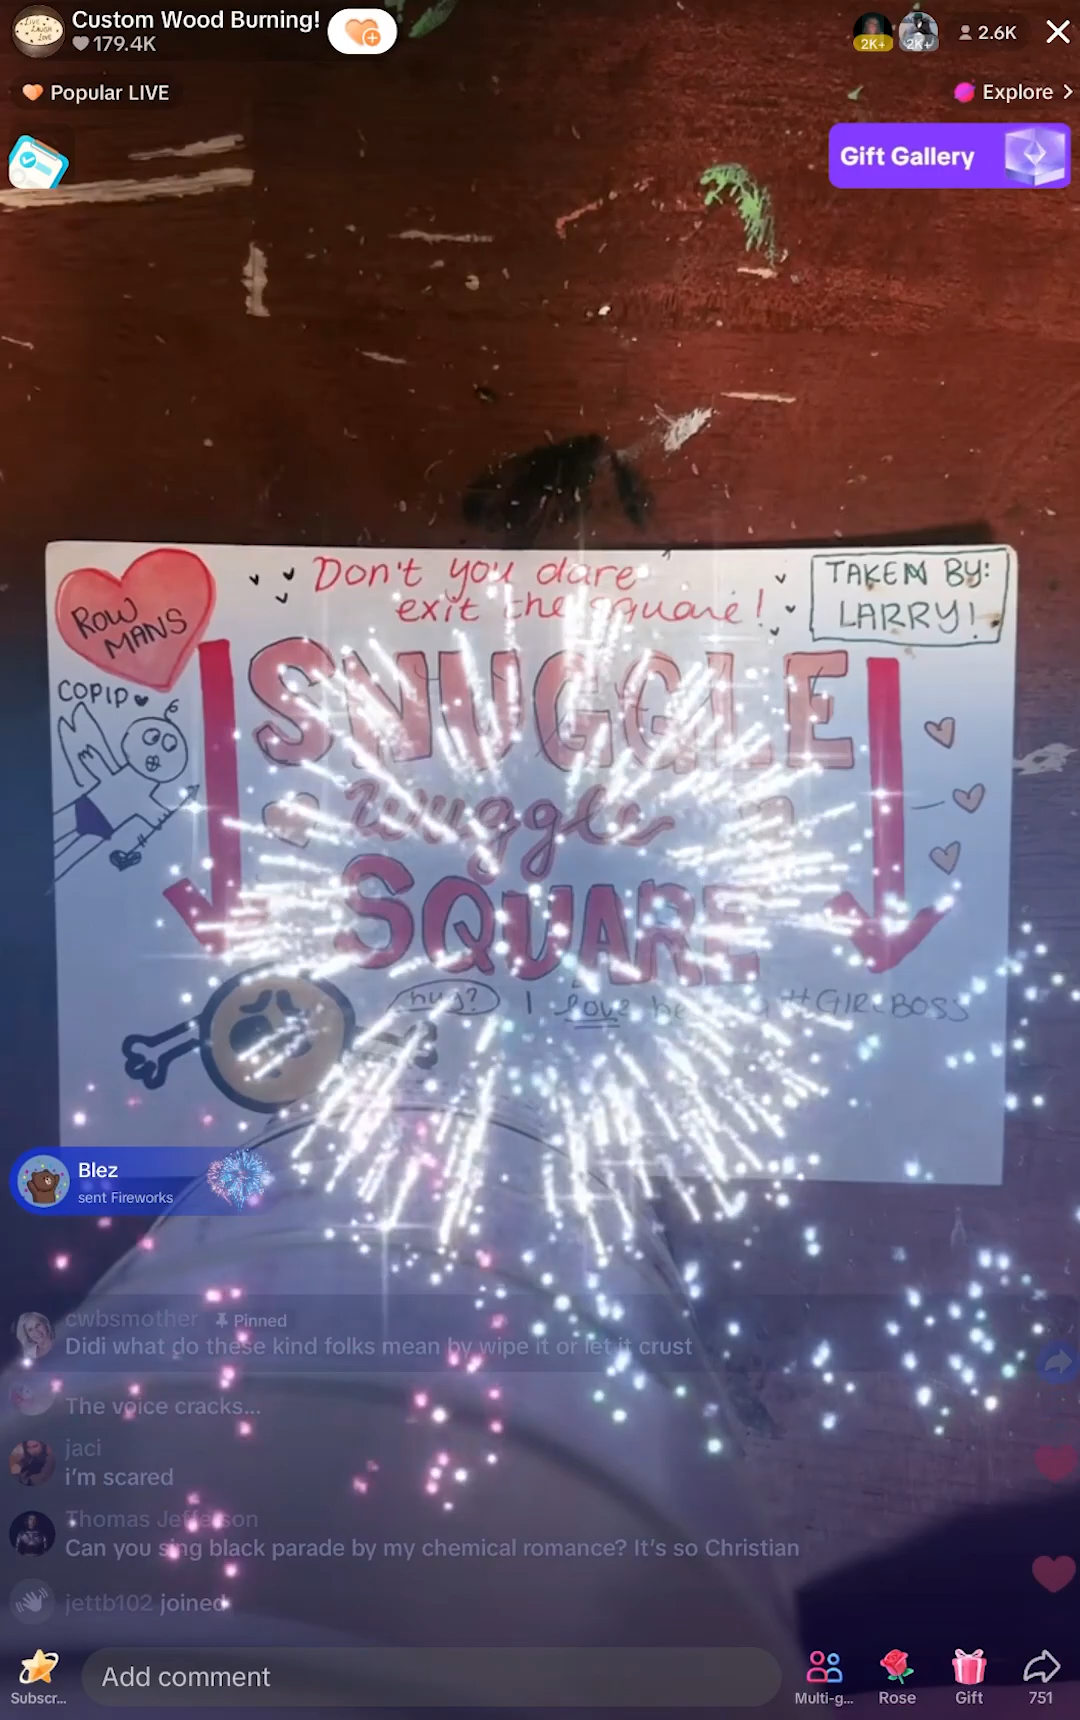 Custom Wood Burning!
179.4K
2K+
2K+
2.6K
Popular LIVE
Explore
Gift Gallery
Don't you dare
exit the square!
TAKEN BY:
LARRY!
ROW
MANS
COPID
SNUGGLE
wuggle
SQUARE
hug?
I love he
#GIRLBOSS
Blez
sent Fireworks
cwbsmother Pinned
Didi what do these kind folks mean by wipe it or let it crust
The voice cracks...
jaci
i'm scared
Thomas Jefferson
Can you sing black parade by my chemical romance? It's so Christian
jettb102 joined
Subscr...
Add comment
Multi-g...
Rose
Gift
751